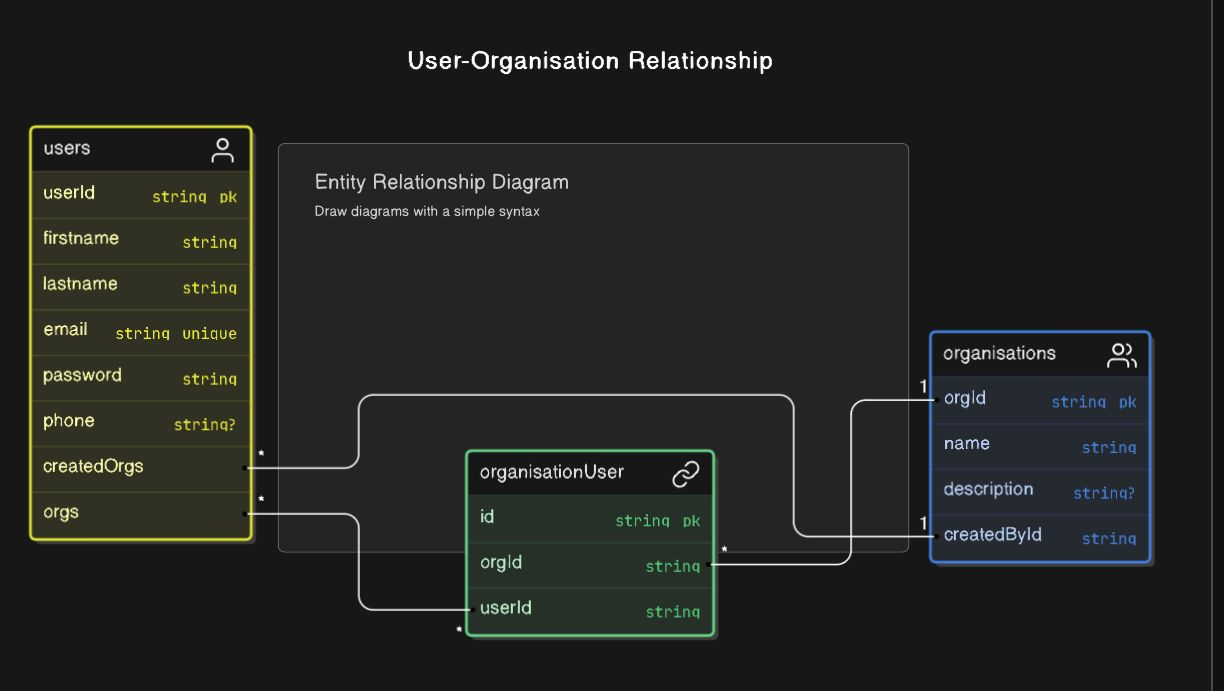 User-Organisation Relationship
users
userId string pk
firstname string
lastname string
email string unique
password string
phone string?
createdOrgs *
orgs *
Entity Relationship Diagram
Draw diagrams with a simple syntax
organisationUser
id string pk
orgId string *
userId string
*
organisations
1 orgId string pk
name string
description string?
1 createdById string